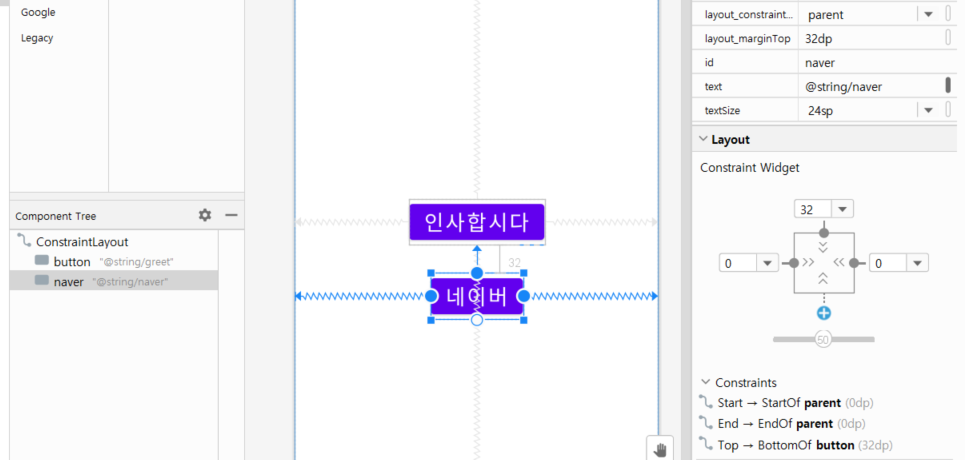 Google
Legacy
Component Tree
ConstraintLayout
button "@string/greet"
naver "@string/naver"
인사합시다
32
네이버
layout_constraint... parent
layout_marginTop 32dp
id naver
text @string/naver
textSize 24sp
Layout
Constraint Widget
32
0
0
50
Constraints
Start → StartOf parent (0dp)
End → EndOf parent (0dp)
Top → BottomOf button (32dp)